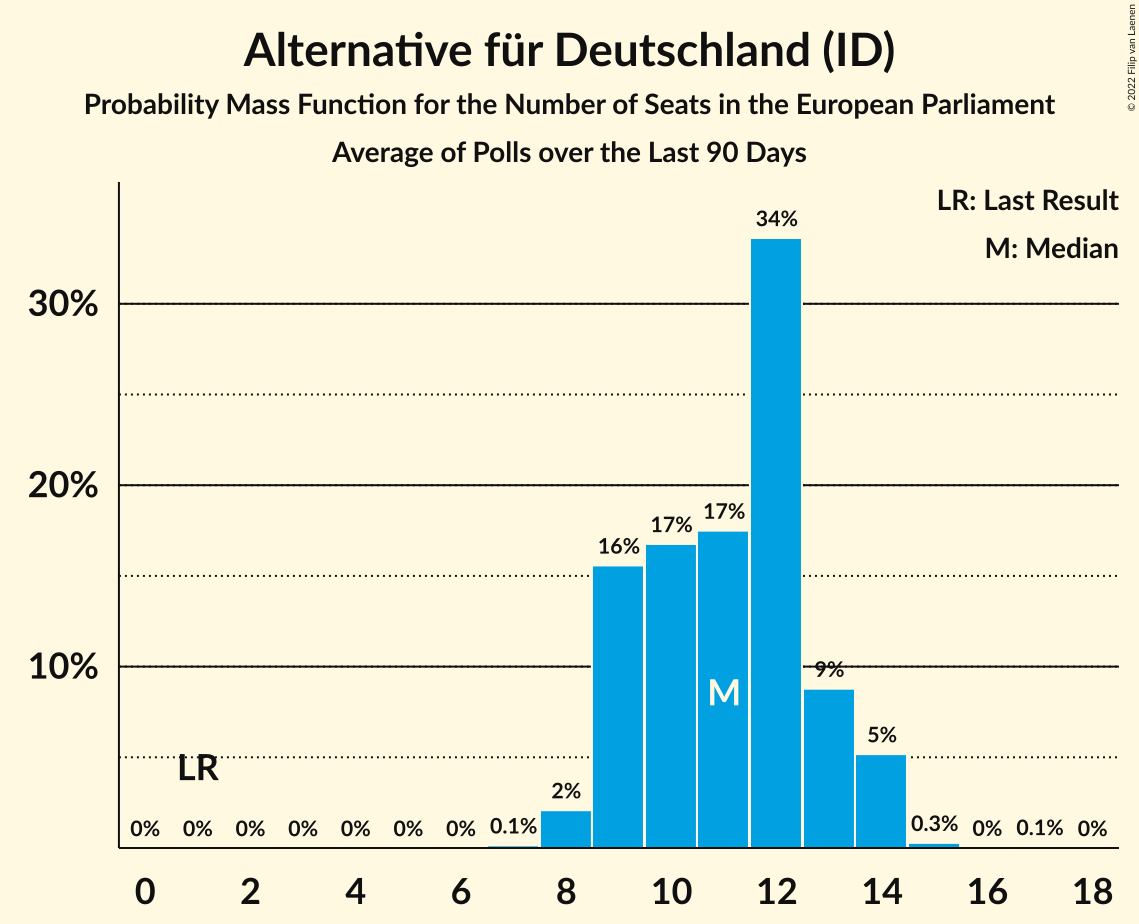 Alternative für Deutschland (ID)
Probability Mass Function for the Number of Seats in the European Parliament
Average of Polls over the Last 90 Days
© 2022 Filip van Laenen
LR: Last Result
M: Median
30%
20%
10%
0%
0%
0%
0%
0%
0%
0%
0.1%
2%
16%
17%
17%
34%
9%
5%
0.3%
0%
0.1%
0%
LR
M
0 2 4 6 8 10 12 14 16 18